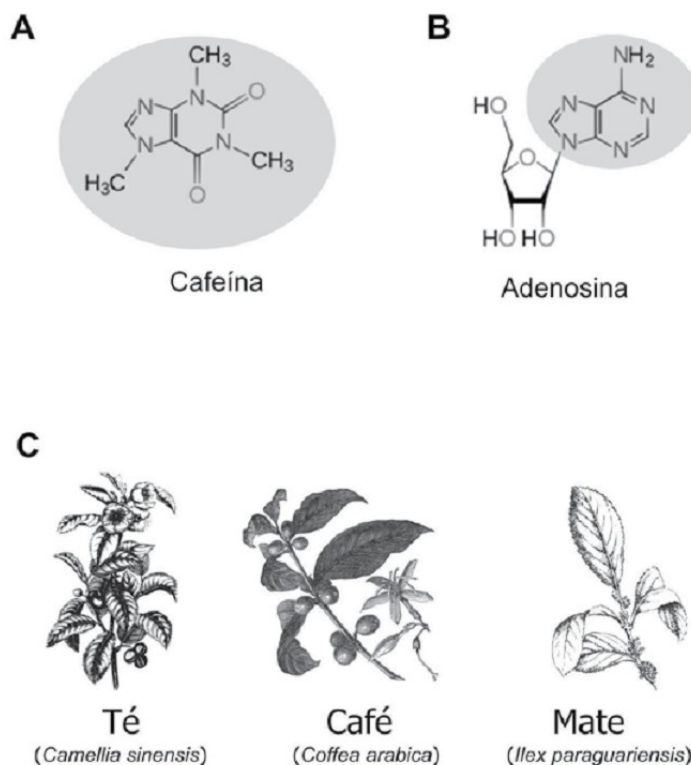 A
CH₃
N
N
O
N
N
CH₃
H₃C
O
Cafeína
B
NH₂
HO
N
N
N
N
O
HO
HO
Adenosina
C
Té
(Camellia sinensis)
Café
(Coffea arabica)
Mate
(Ilex paraguariensis)